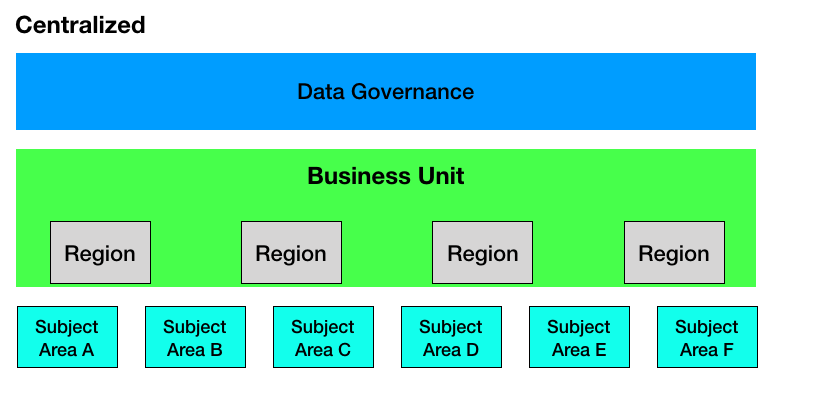 Centralized
Data Governance
Business Unit
Region
Region
Region
Region
Subject
Area A
Subject
Area B
Subject
Area C
Subject
Area D
Subject
Area E
Subject
Area F